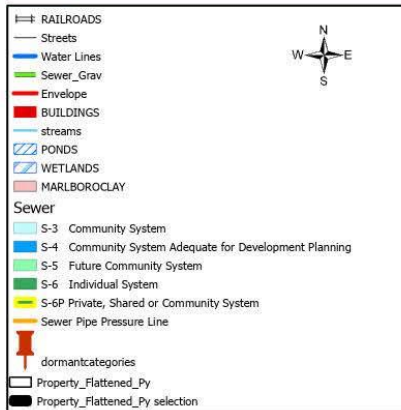 RAILROADS
Streets
Water Lines
Sewer_Grav
Envelope
BUILDINGS
streams
PONDS
WETLANDS
MARLBOROCLAY
Sewer
S-3 Community System
S-4 Community System Adequate for Development Planning
S-5 Future Community System
S-6 Individual System
S-6P Private, Shared or Community System
Sewer Pipe Pressure Line
dormantcategories
Property_Flattened_Py
Property_Flattened_Py selection
N
W E
S